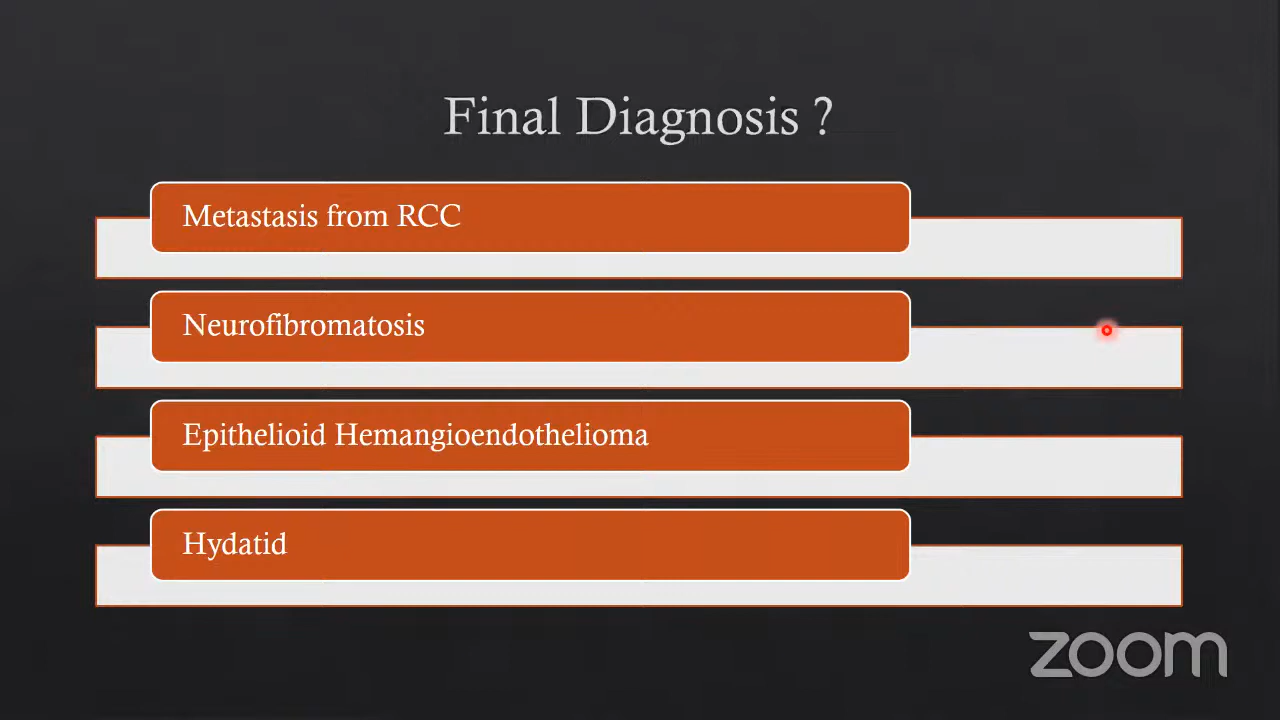 Final Diagnosis ?
Metastasis from RCC
Neurofibromatosis
Epithelioid Hemangioendothelioma
Hydatid
zoom